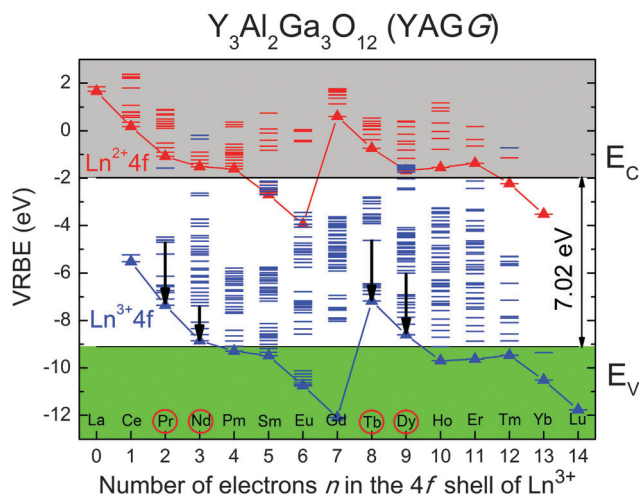 Y₃Al₂Ga₃O₁₂ (YAGG)
VRBE (eV)
2
0
-2
-4
-6
-8
-10
-12
Ln²⁺4f
Ln³⁺4f
E_C
7.02 eV
E_V
La Ce Pr Nd Pm Sm Eu Gd Tb Dy Ho Er Tm Yb Lu
0 1 2 3 4 5 6 7 8 9 10 11 12 13 14
Number of electrons n in the 4f shell of Ln³⁺